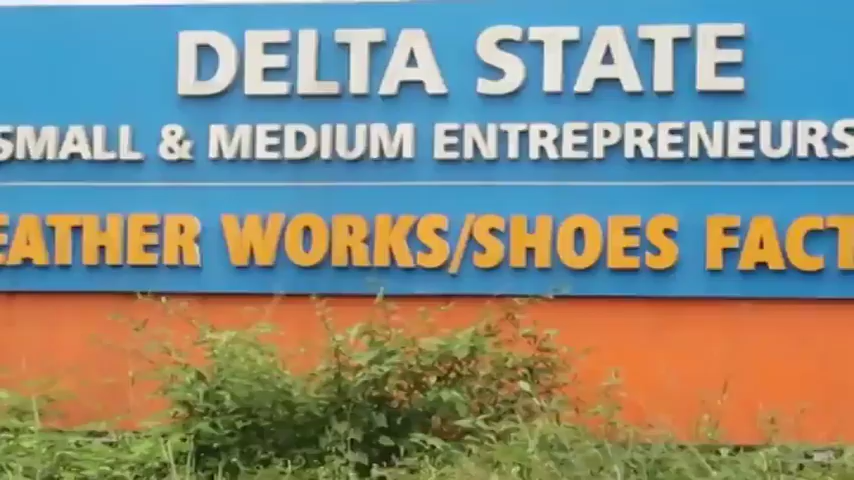 DELTA STATE
SMALL & MEDIUM ENTREPRENEURS
EATHER WORKS/SHOES FACT